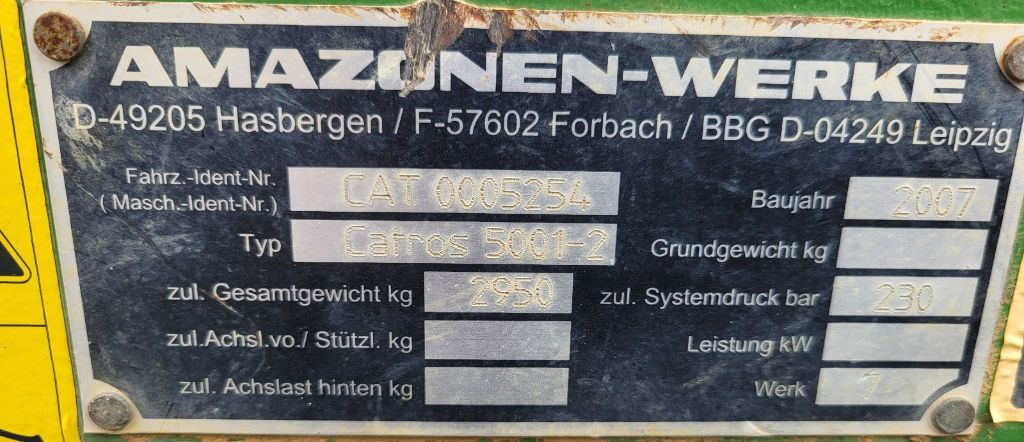 AMAZONEN-WERKE
D-49205 Hasbergen / F-57602 Forbach / BBG D-04249 Leipzig
Fahrz.-Ident-Nr.
( Masch.-Ident-Nr.) CAT 0005254 Baujahr 2007
Typ Catros 5001-2 Grundgewicht kg
zul. Gesamtgewicht kg 2950 zul. Systemdruck bar 230
zul.Achsl.vo./ Stützl. kg Leistung kW
zul. Achslast hinten kg Werk 7